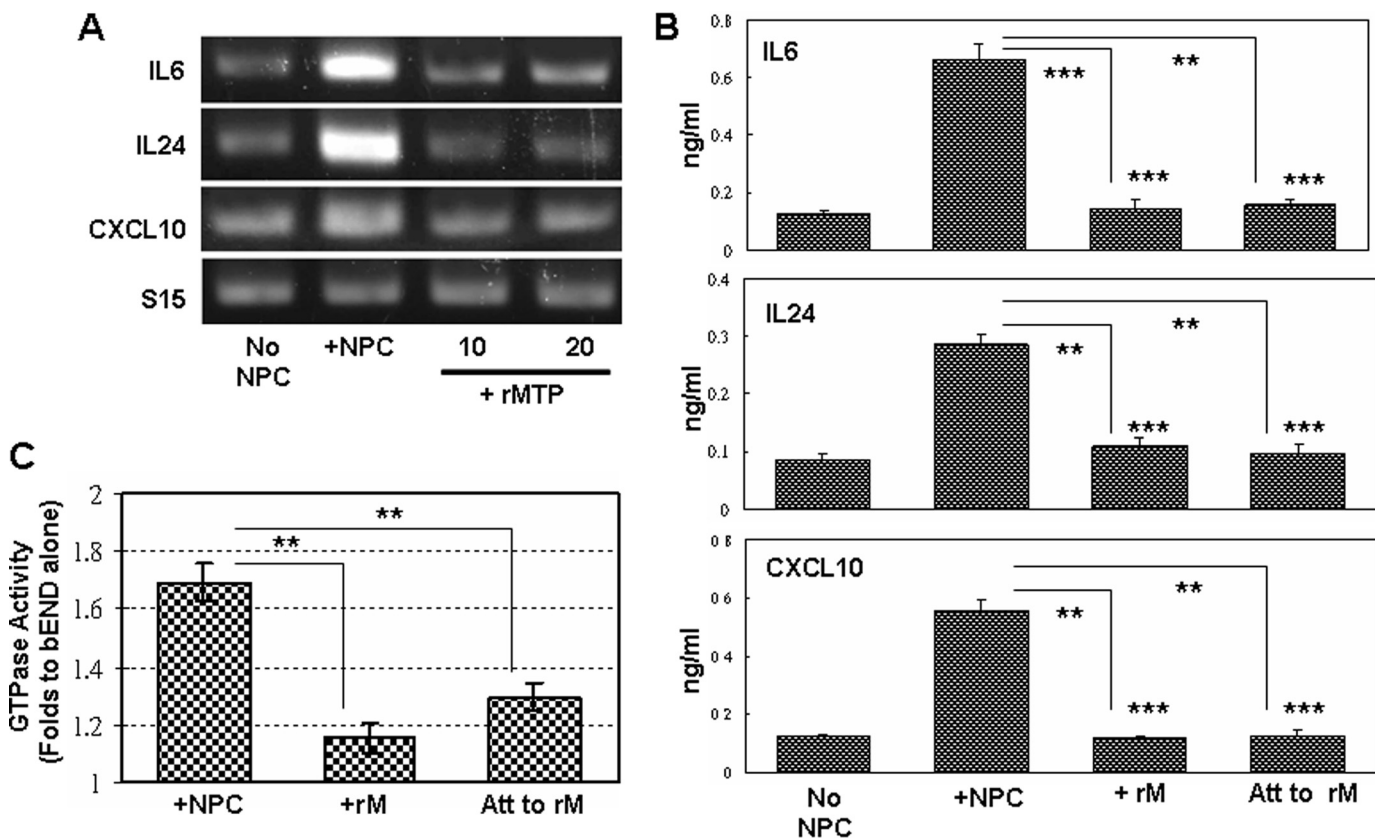 A
IL6
IL24
CXCL10
S15
No NPC
+NPC
10
20
+ rMTP
B
IL6
ng/ml
0.8
0.6
0.4
0.2
0
***
**
***
***
IL24
ng/ml
0.4
0.3
0.2
0.1
0
**
**
***
***
CXCL10
ng/ml
0.8
0 6
0.4
0 2
0
**
**
***
***
No NPC
+NPC
+ rM
Att to rM
C
GTPase Activity
(Folds to bEND alone)
2
1.8
1.6
1.4
1.2
1
**
**
+NPC
+rM
Att to rM